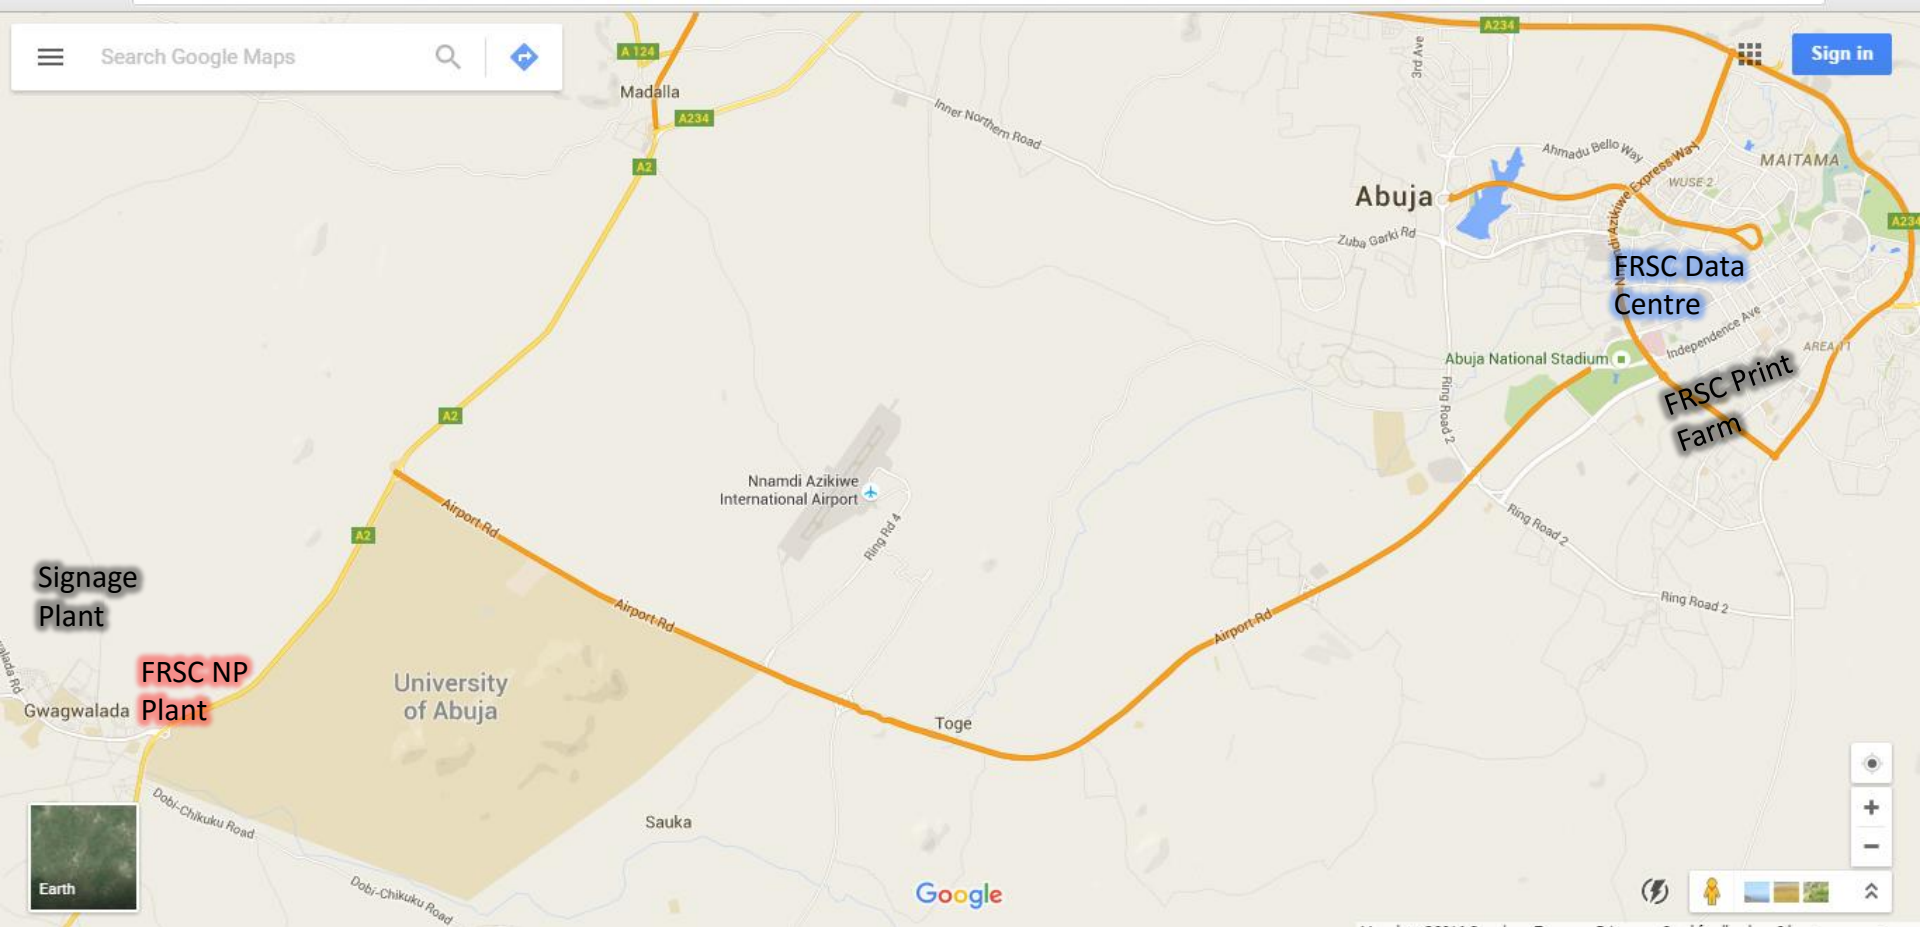 Search Google Maps
Sign in
A 124
Madalla
A234
A2
A234
3rd Ave
Inner Northern Road
Ahmadu Bello Way
MAITAMA
WUSE 2
Express Way
Nnamdi Azikiwe
Abuja
Zuba Garki Rd
A234
FRSC Data
Centre
Independence Ave
AREA 11
Abuja National Stadium
FRSC Print
Farm
Ring Road 2
A2
Nnamdi Azikiwe
International Airport
Ring Rd 4
Airport Rd
A2
Ring Road 2
Signage
Plant
Airport Rd
Airport Rd
Ring Road 2
FRSC NP
Plant
University
of Abuja
Gwagwalada
Toge
Dobi-Chikuku Road
Sauka
Earth
Dobi-Chikuku Road
Google